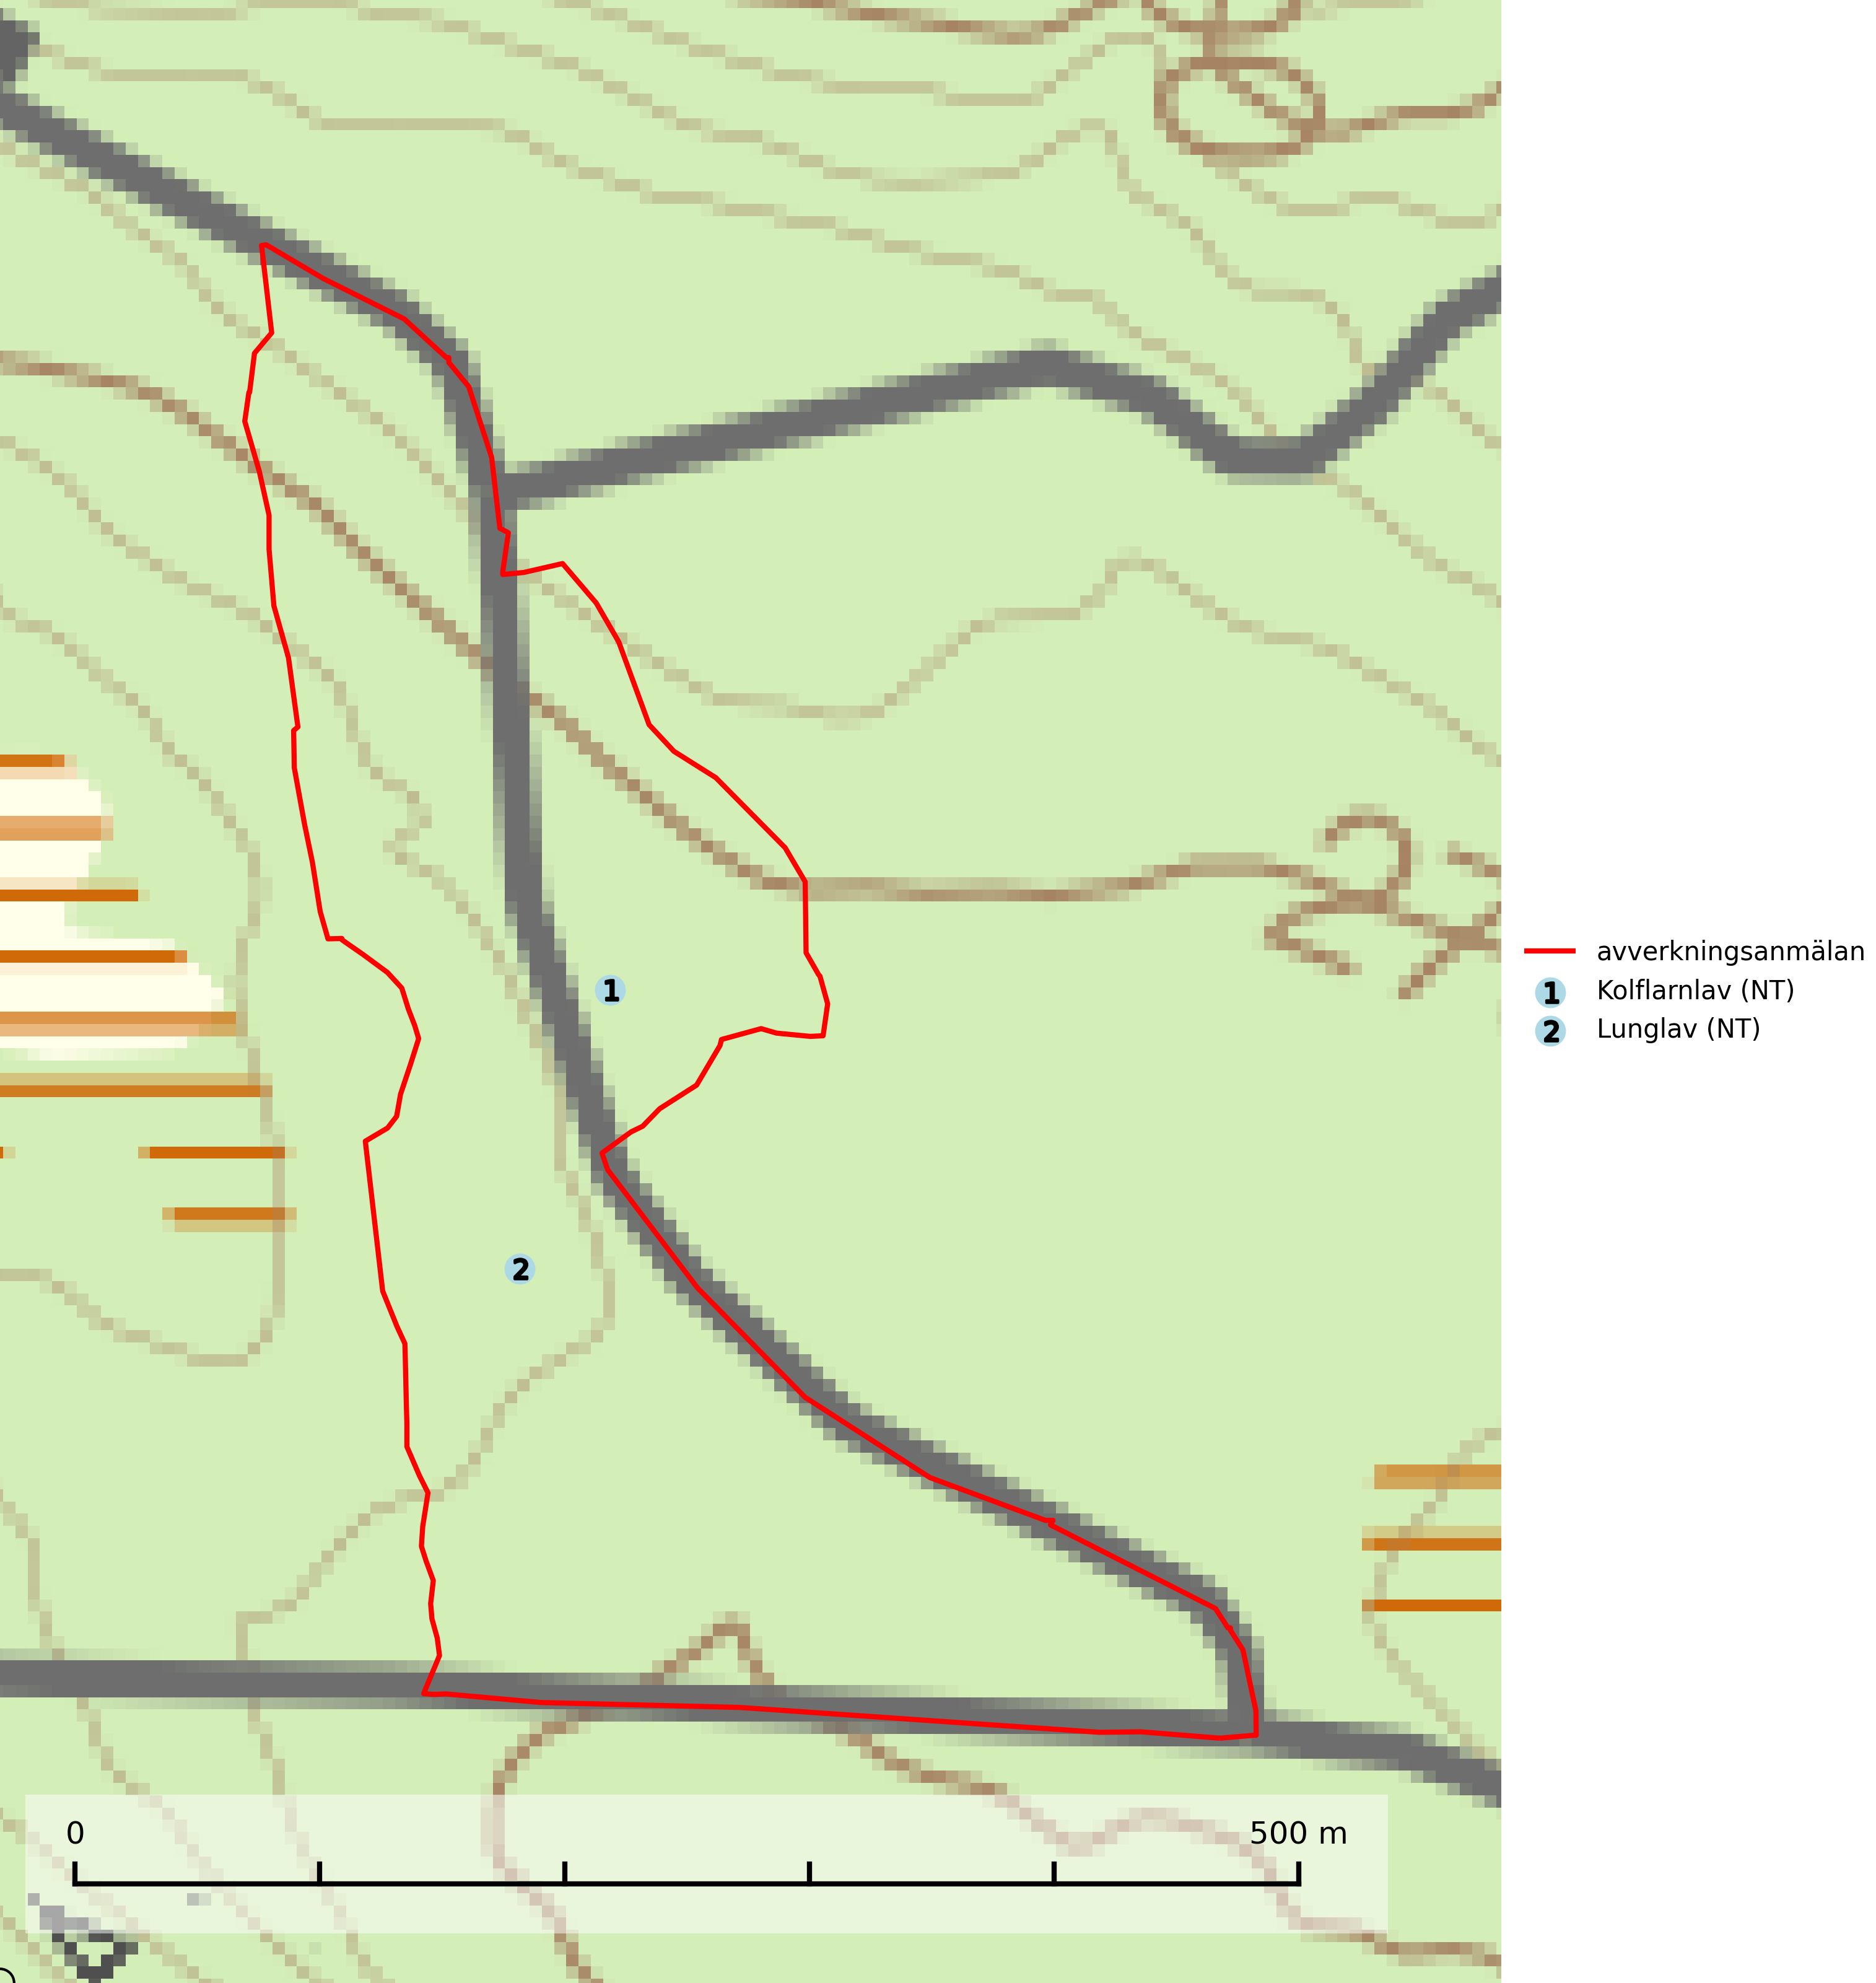 avverkningsanmälan
1 Kolflarnlav (NT)
2 Lunglav (NT)
1
2
0 500 m